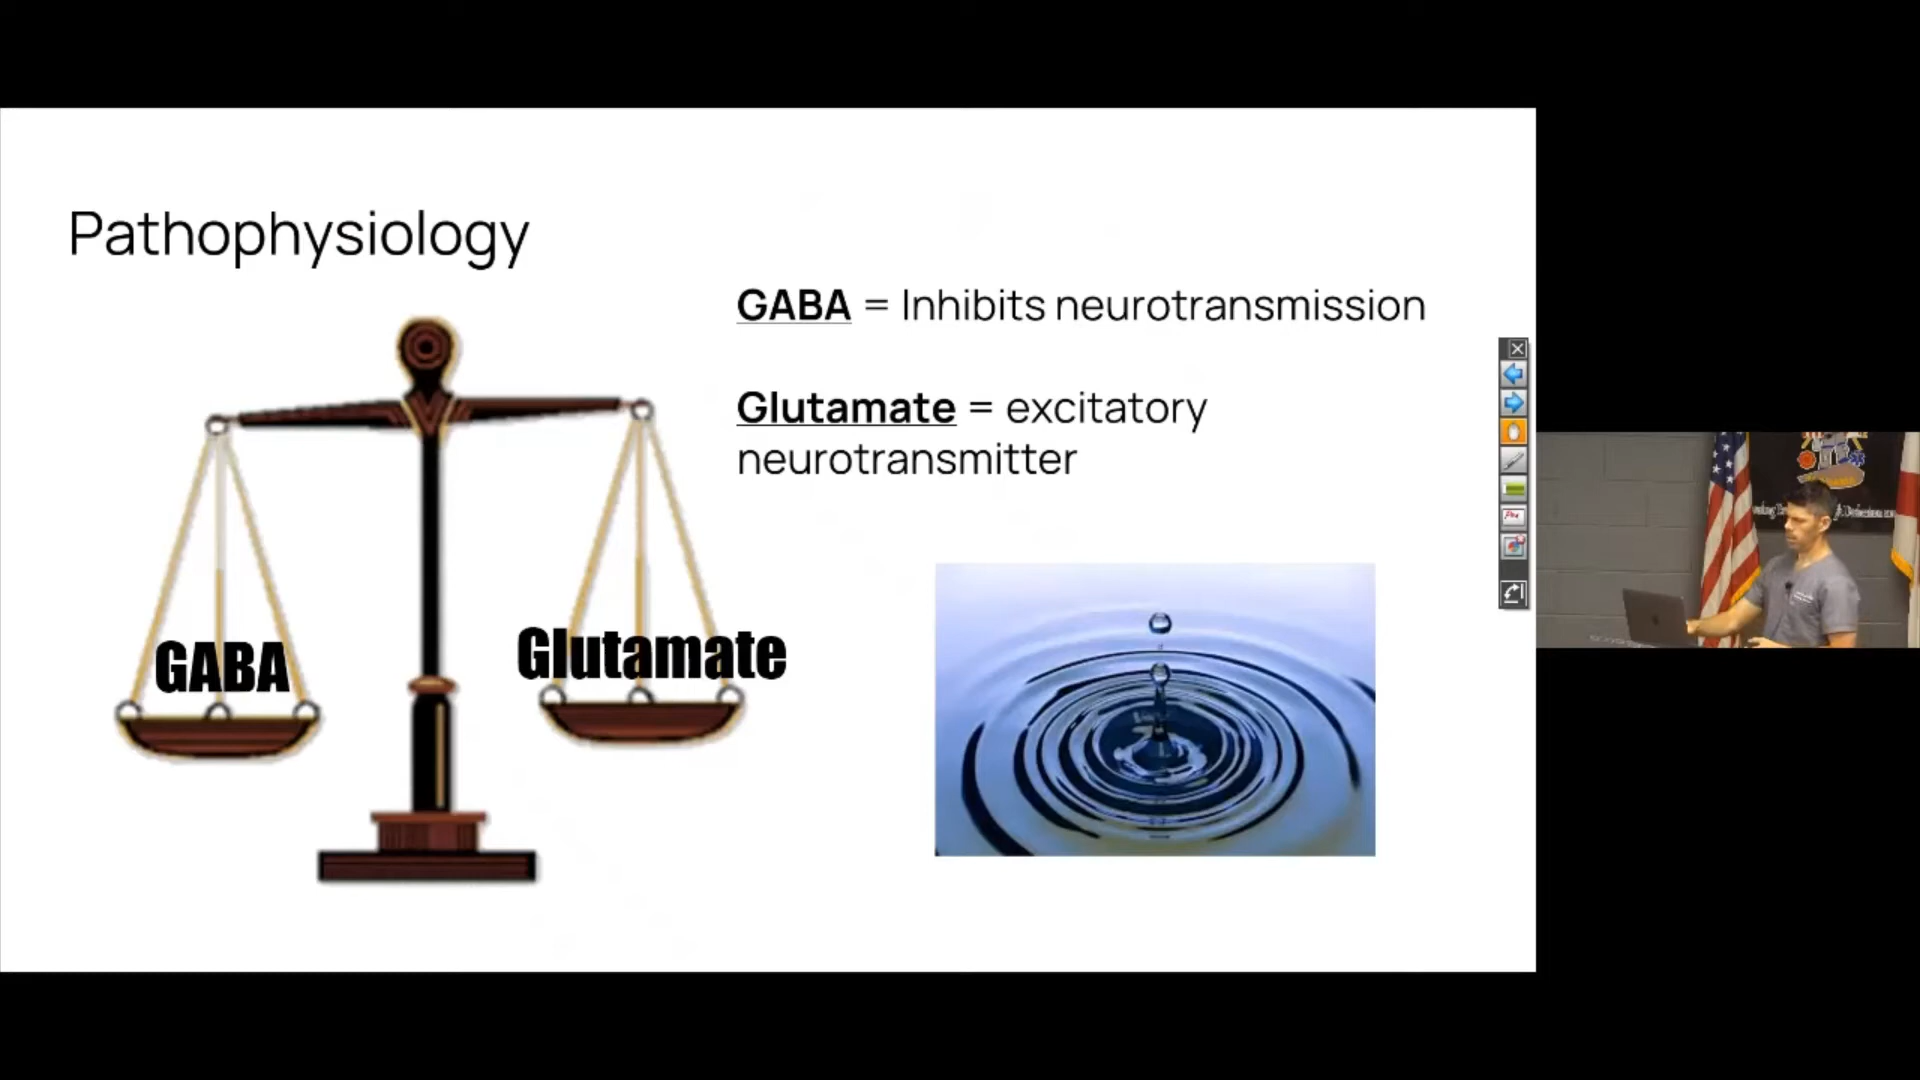 Pathophysiology
GABA = Inhibits neurotransmission
Glutamate = excitatory
neurotransmitter
GABA
Glutamate